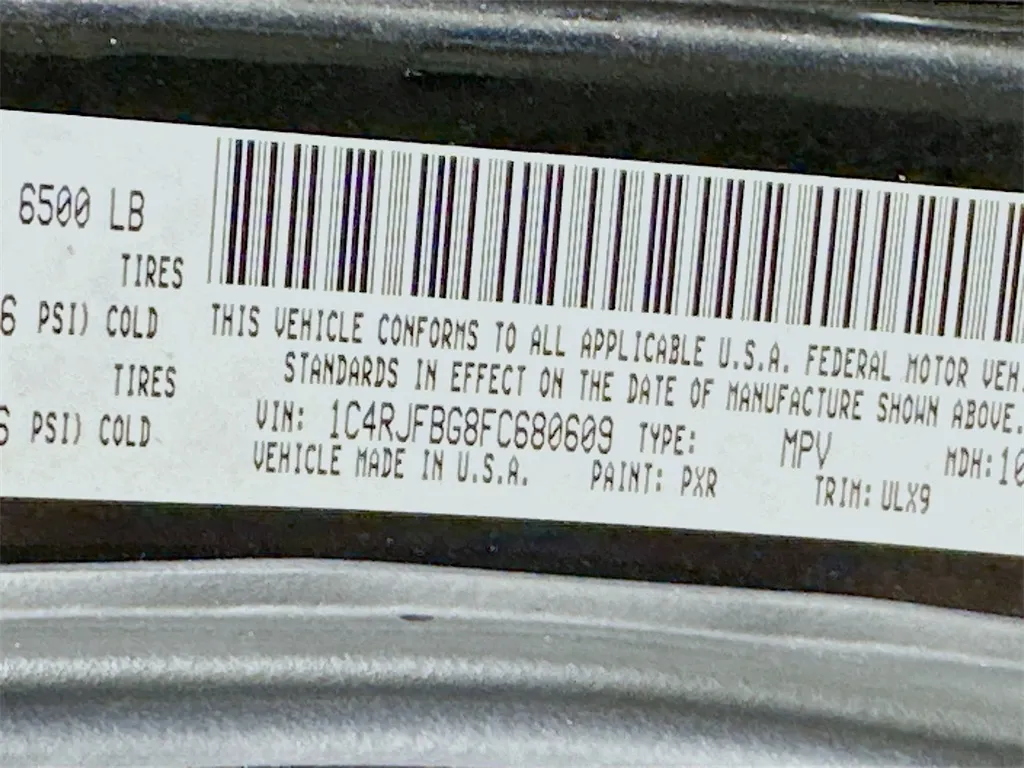 6500 LB
TIRES
6 PSI) COLD
TIRES
6 PSI) COLD
THIS VEHICLE CONFORMS TO ALL APPLICABLE U.S.A. FEDERAL MOTOR VEH.
STANDARDS IN EFFECT ON THE DATE OF MANUFACTURE SHOWN ABOVE.
VIN: 1C4RJFBG8FC680609 TYPE: MPV MDH: 10
VEHICLE MADE IN U.S.A. PAINT: PXR TRIM: ULX9